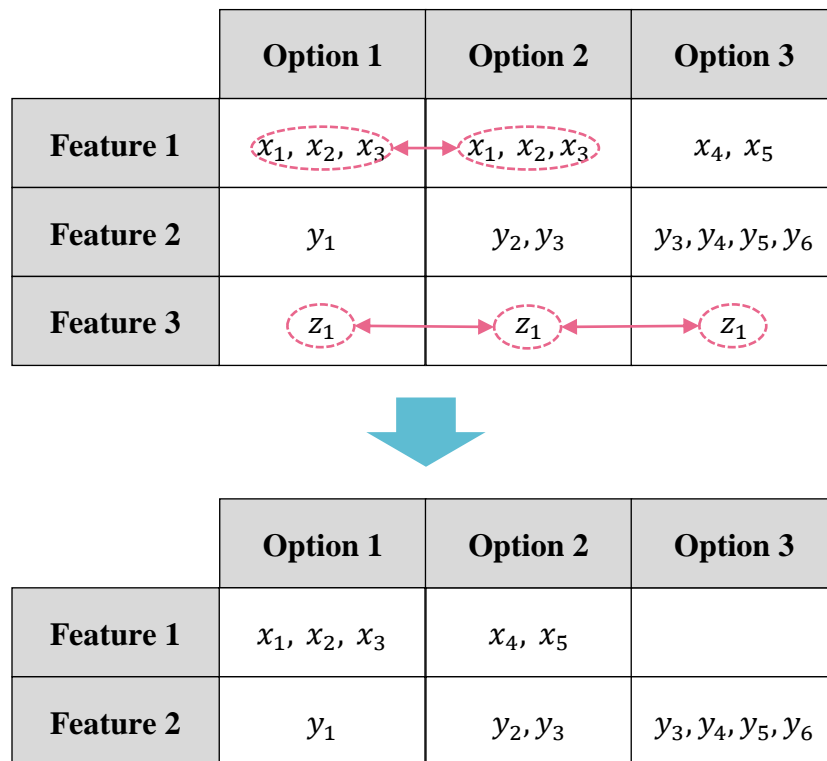 Option 1 Option 2 Option 3
Feature 1 x₁, x₂, x₃ x₁, x₂, x₃ x₄, x₅
Feature 2 y₁ y₂, y₃ y₃, y₄, y₅, y₆
Feature 3 z₁ z₁ z₁
Option 1 Option 2 Option 3
Feature 1 x₁, x₂, x₃ x₄, x₅
Feature 2 y₁ y₂, y₃ y₃, y₄, y₅, y₆